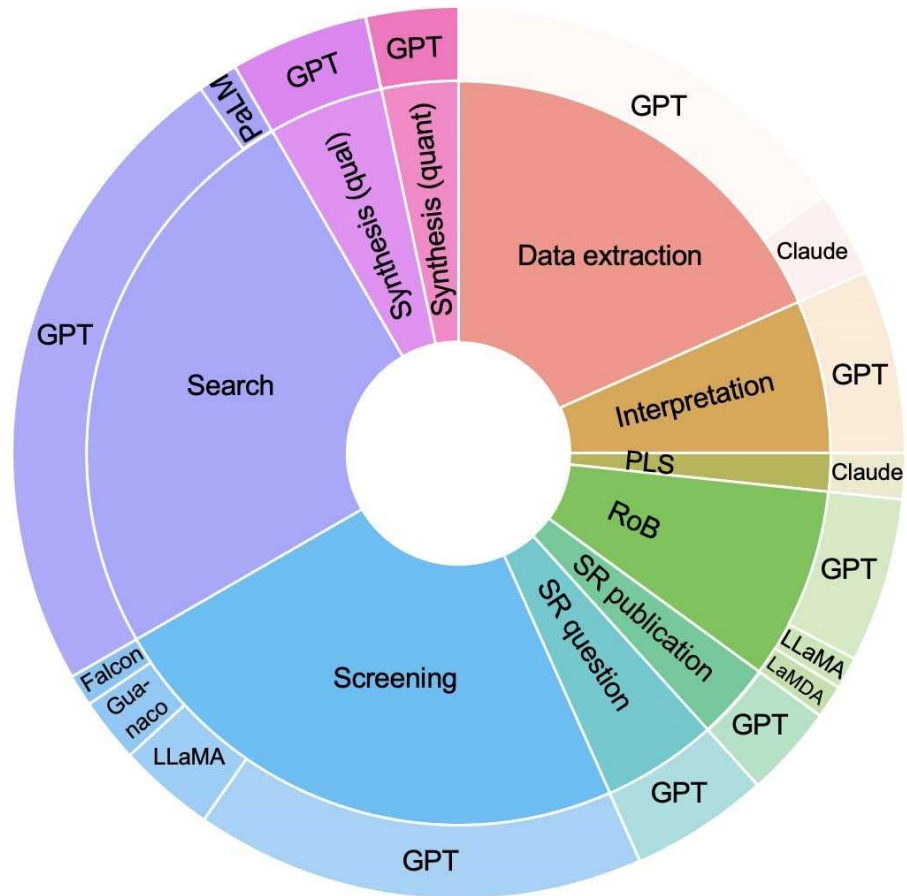 GPT
GPT
PaLM
GPT
Synthesis (qual)
Synthesis (quant)
Data extraction
Claude
GPT
Search
Interpretation
GPT
PLS
Claude
RoB
GPT
SR publication
SR question
LLaMA
LaMDA
Screening
Falcon
Gua-
naco
LLaMA
GPT
GPT
GPT